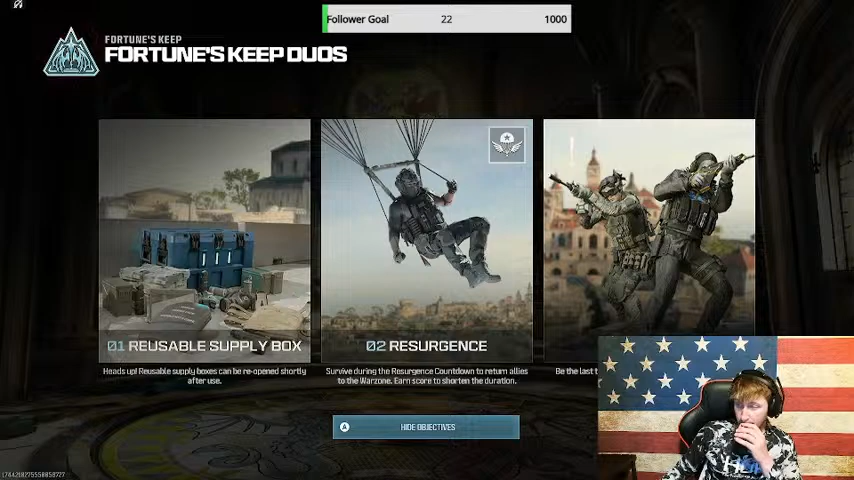 Follower Goal 22 1000
FORTUNE'S KEEP
FORTUNE'S KEEP DUOS
01 REUSABLE SUPPLY BOX
Heads up! Reusable supply boxes can be re-opened shortly
after use.
02 RESURGENCE
Survive during the Resurgence Countdown to return allies
to the Warzone. Earn score to shorten the duration.
Be the last
A HIDE OBJECTIVES